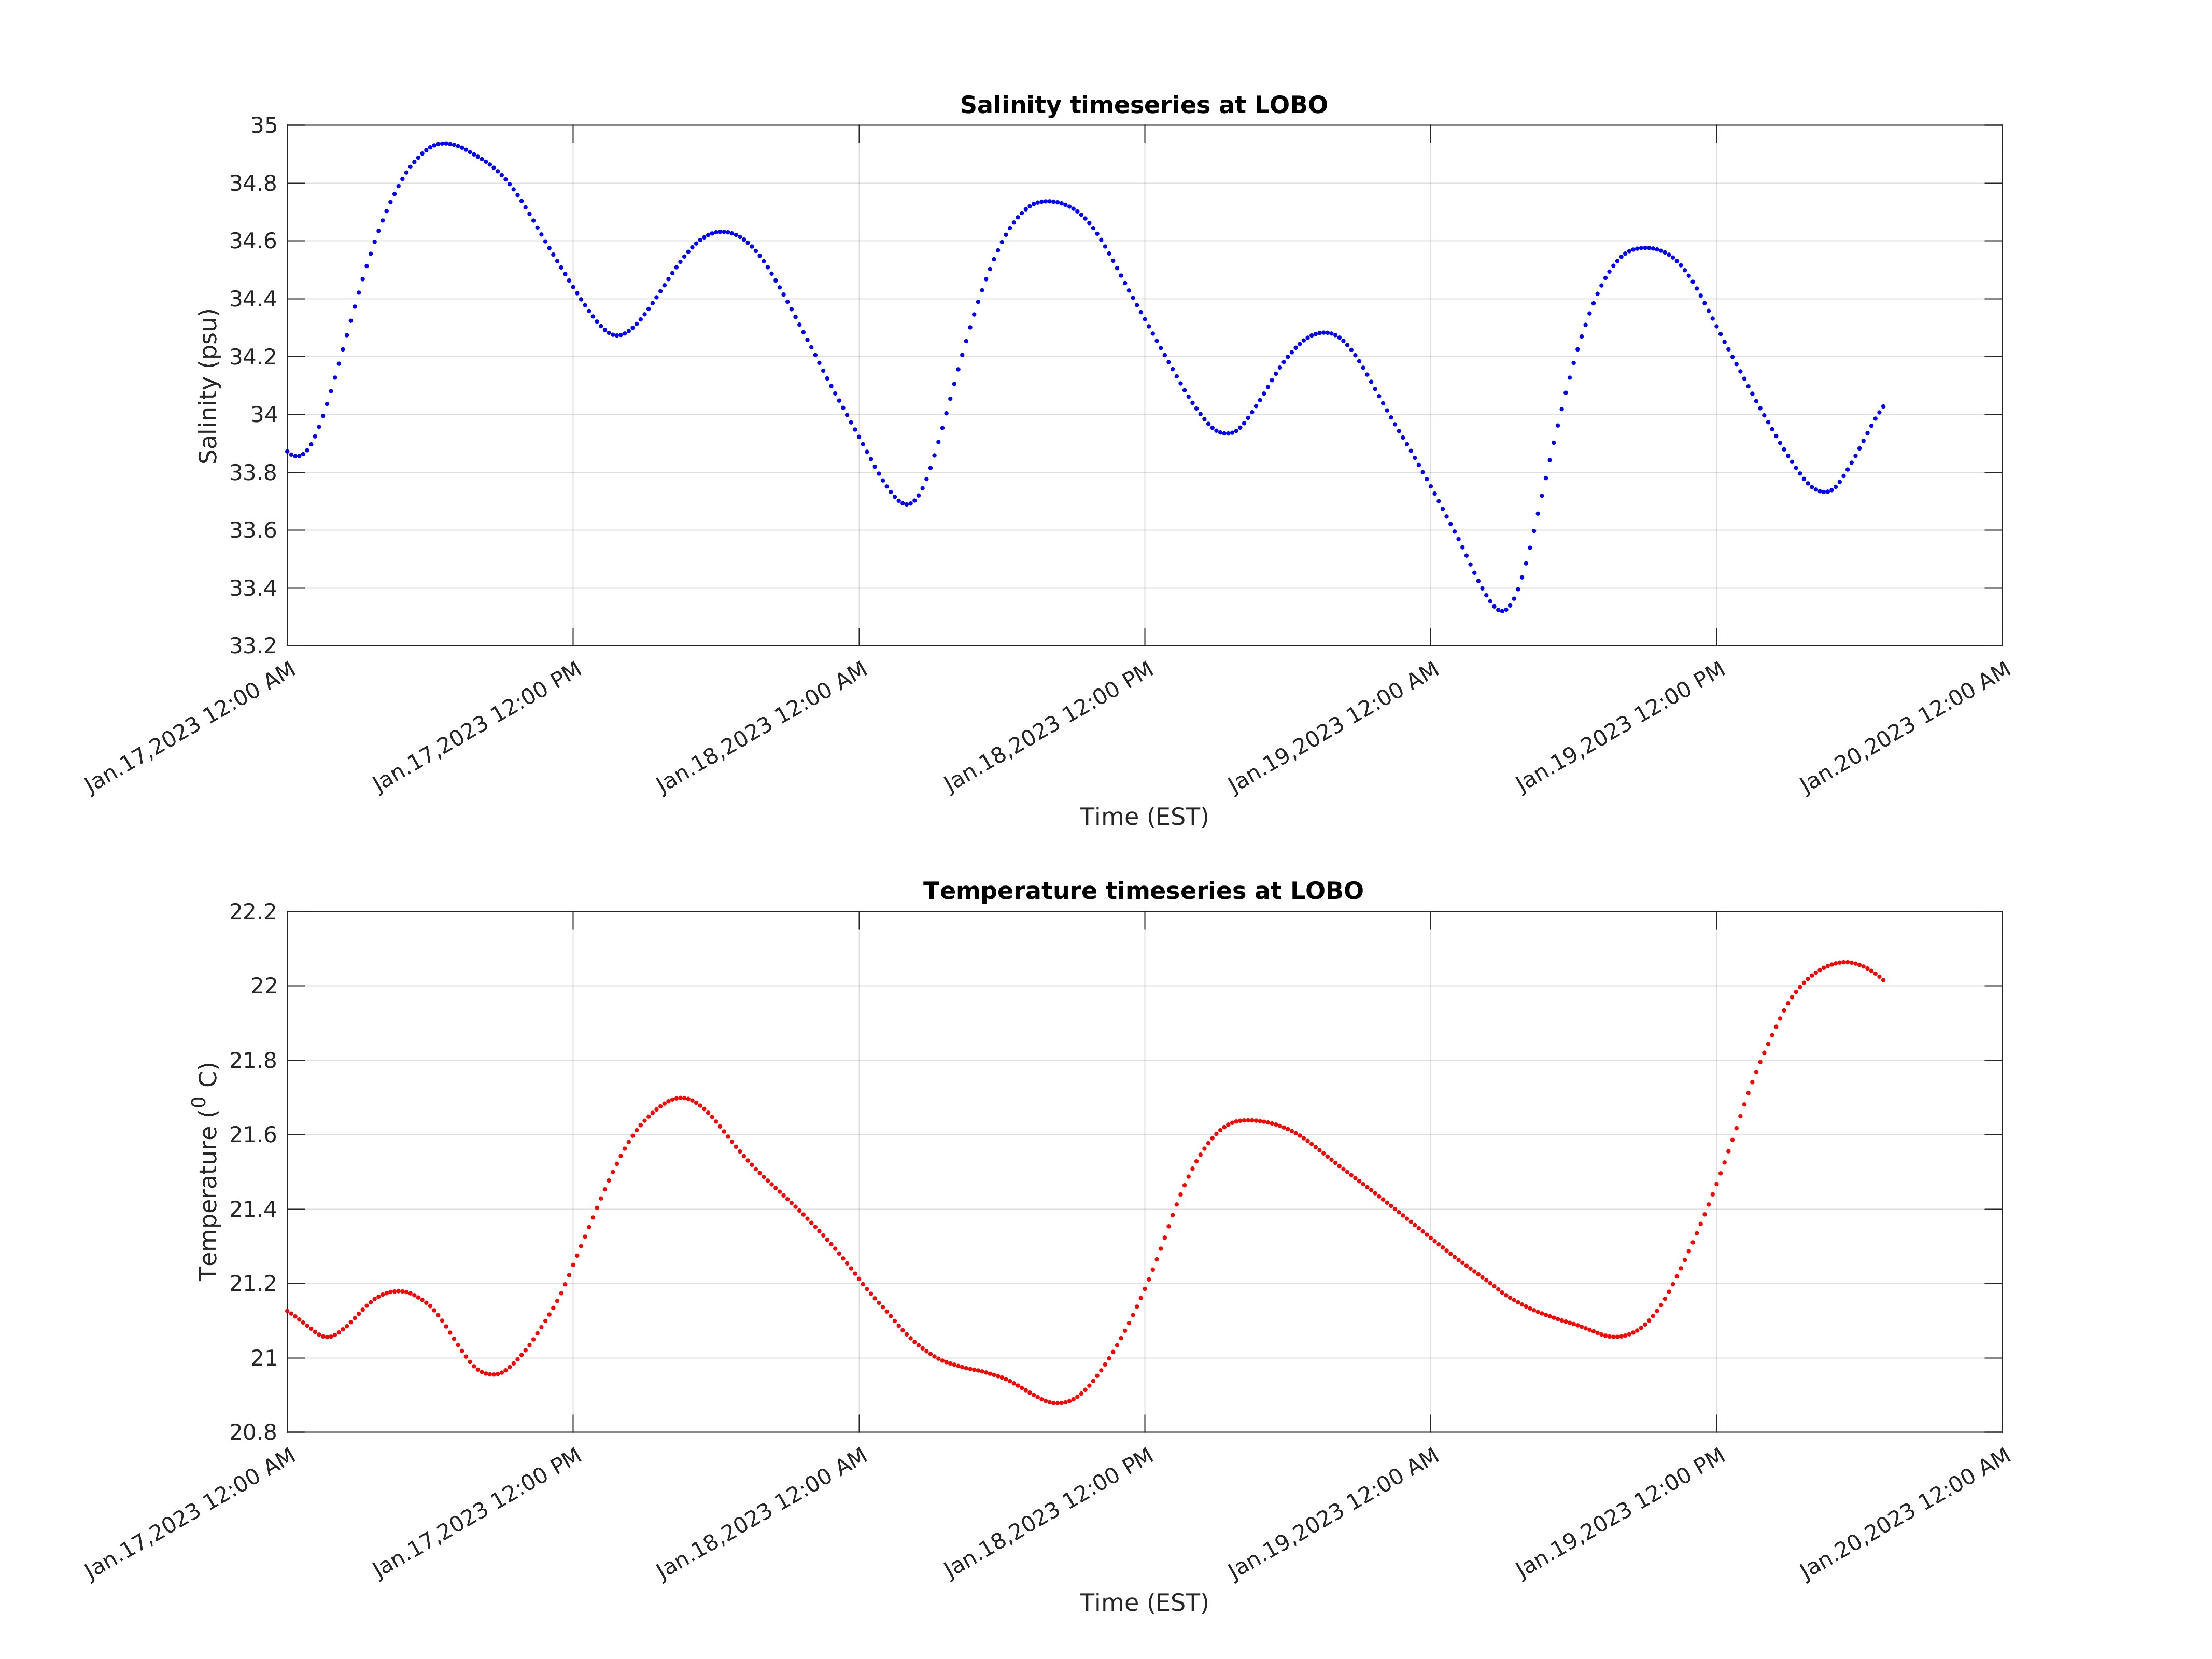 Salinity timeseries at LOBO
Salinity (psu)
35
34.8
34.6
34.4
34.2
34
33.8
33.6
33.4
33.2
Jan.17,2023 12:00 AM
Jan.17,2023 12:00 PM
Jan.18,2023 12:00 AM
Jan.18,2023 12:00 PM
Jan.19,2023 12:00 AM
Jan.19,2023 12:00 PM
Jan.20,2023 12:00 AM
Time (EST)
Temperature timeseries at LOBO
Temperature (⁰ C)
22.2
22
21.8
21.6
21.4
21.2
21
20.8
Jan.17,2023 12:00 AM
Jan.17,2023 12:00 PM
Jan.18,2023 12:00 AM
Jan.18,2023 12:00 PM
Jan.19,2023 12:00 AM
Jan.19,2023 12:00 PM
Jan.20,2023 12:00 AM
Time (EST)